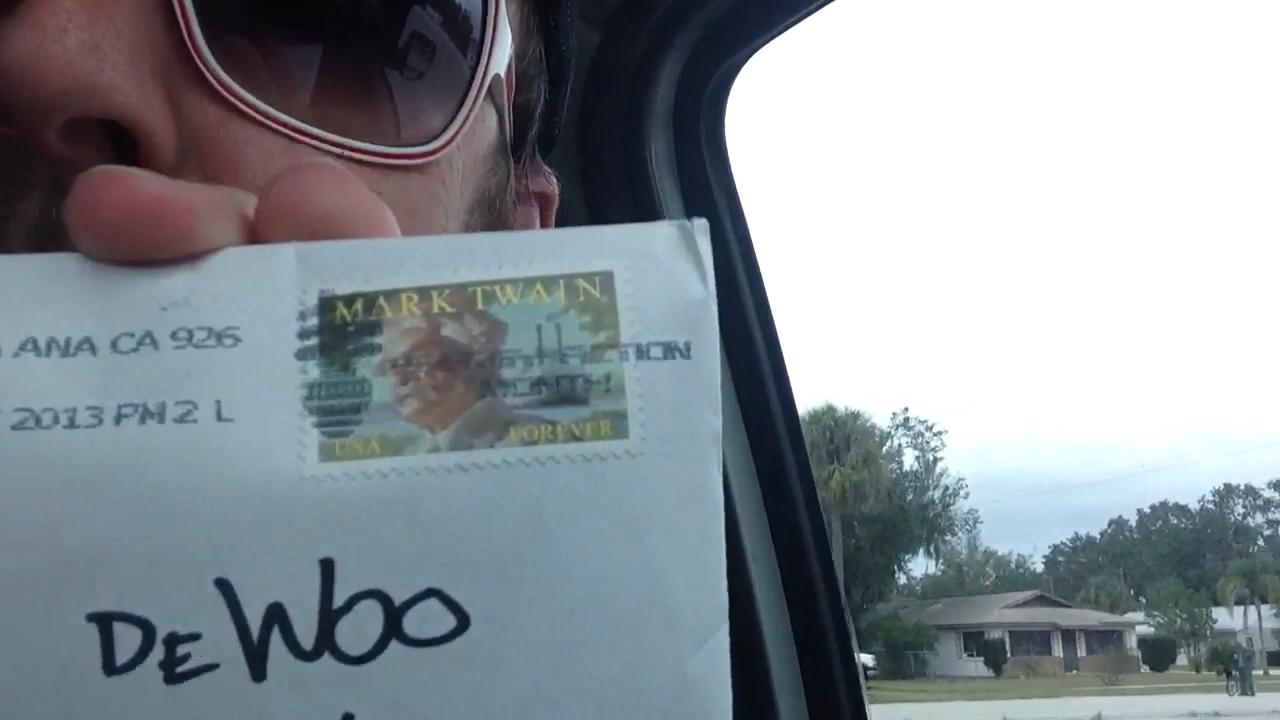 ANA CA 926
2013 PM 2 L
MARK TWAIN
USA
FOREVER
DEWOO